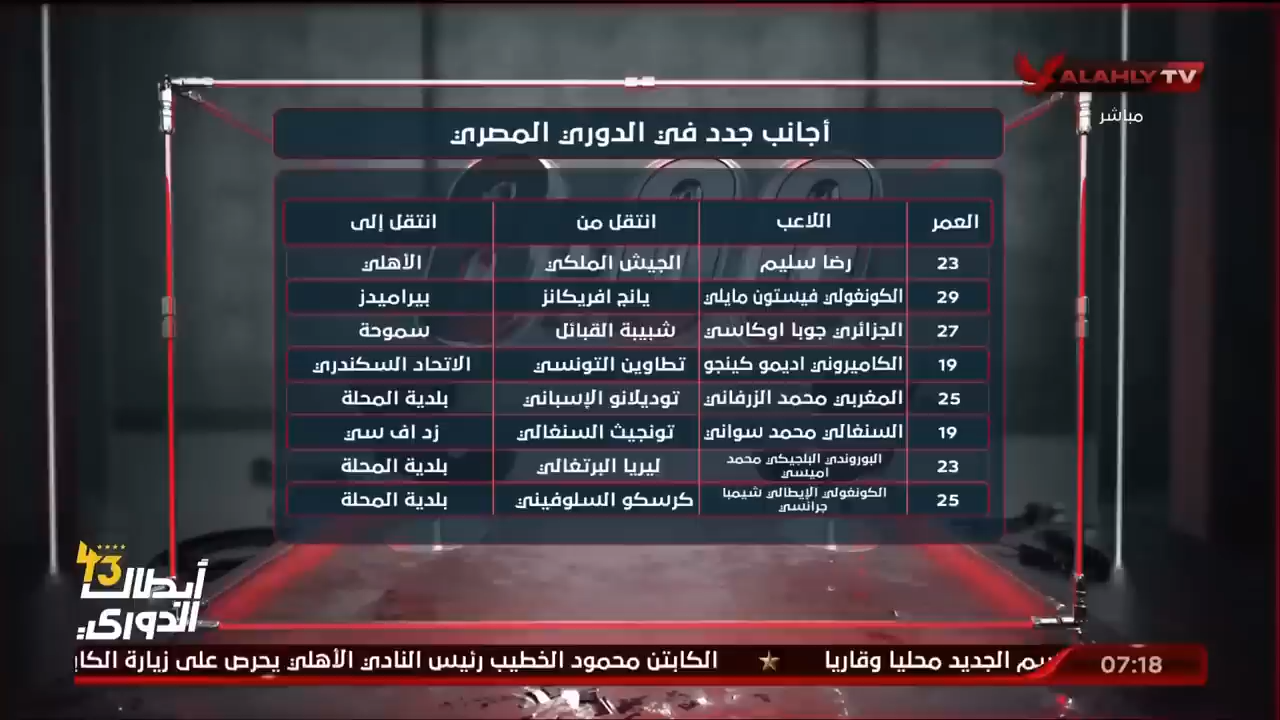 ALAHLY TV
مباشر
أجانب جدد في الدوري المصري
العمر اللاعب انتقل من انتقل إلى
23 رضا سليم الجيش الملكي الأهلي
29 الكونغولي فيستون مايلي يانج افريكانز بيراميدز
27 الجزائري جوبا اوكاسي شبيبة القبائل سموحة
19 الكاميروني اديمو كينجو تطاوين التونسي الاتحاد السكندري
25 المغربي محمد الزرفاني توديلانو الإسباني بلدية المحلة
19 السنغالي محمد سواني تونجيث السنغالي زد اف سي
23 البوروندي البلجيكي محمد اميسي ليريا البرتغالي بلدية المحلة
25 الكونغولي الإيطالي شيمبا جرانسي كرسكو السلوفيني بلدية المحلة
43
أبطال
الدوري
07:18 الجديد محليا وقاريا الكابتن محمود الخطيب رئيس النادي الأهلي يحرص على زيارة